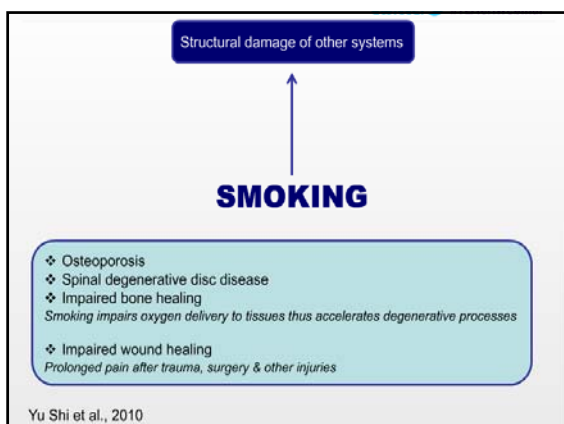 Structural damage of other systems
SMOKING
❖ Osteoporosis
❖ Spinal degenerative disc disease
❖ Impaired bone healing
Smoking impairs oxygen delivery to tissues thus accelerates degenerative processes
❖ Impaired wound healing
Prolonged pain after trauma, surgery & other injuries
Yu Shi et al., 2010